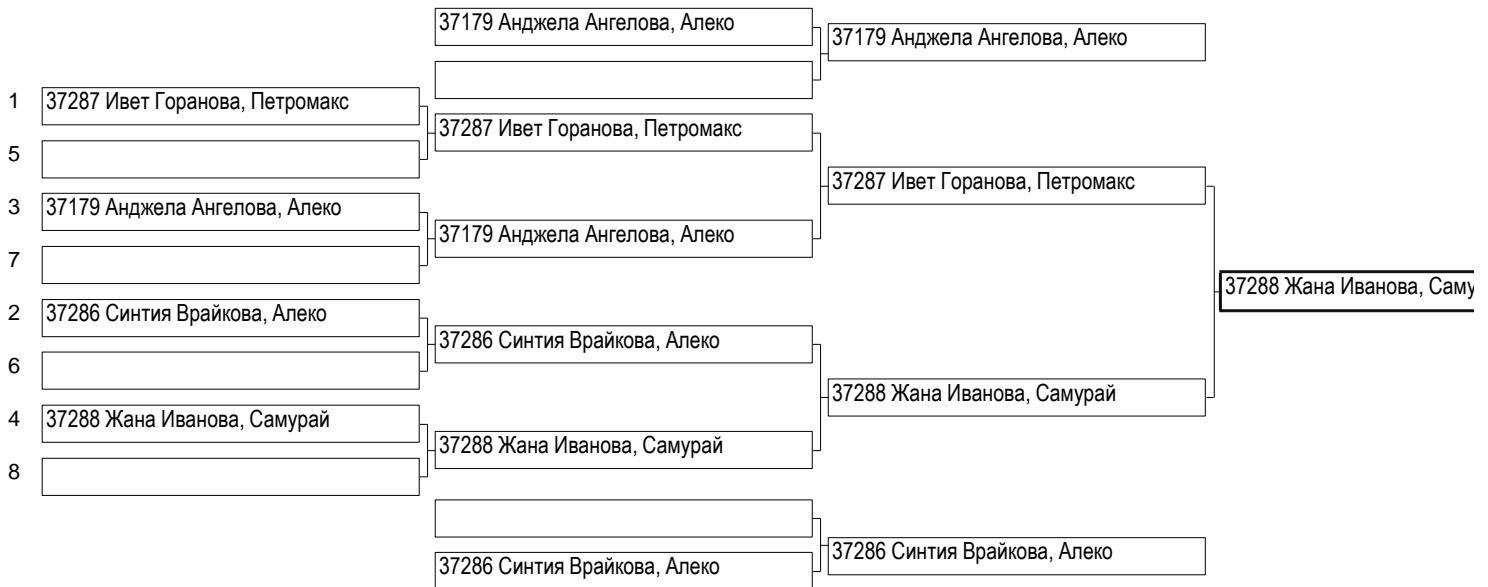 37179 Анджела Ангелова, Алеко
37179 Анджела Ангелова, Алеко
1 37287 Ивет Горанова, Петромакс
37287 Ивет Горанова, Петромакс
5
37287 Ивет Горанова, Петромакс
3 37179 Анджела Ангелова, Алеко
37179 Анджела Ангелова, Алеко
7
37288 Жана Иванова, Саму
2 37286 Синтия Врайкова, Алеко
37286 Синтия Врайкова, Алеко
6
37288 Жана Иванова, Самурай
4 37288 Жана Иванова, Самурай
37288 Жана Иванова, Самурай
8
37286 Синтия Врайкова, Алеко
37286 Синтия Врайкова, Алеко